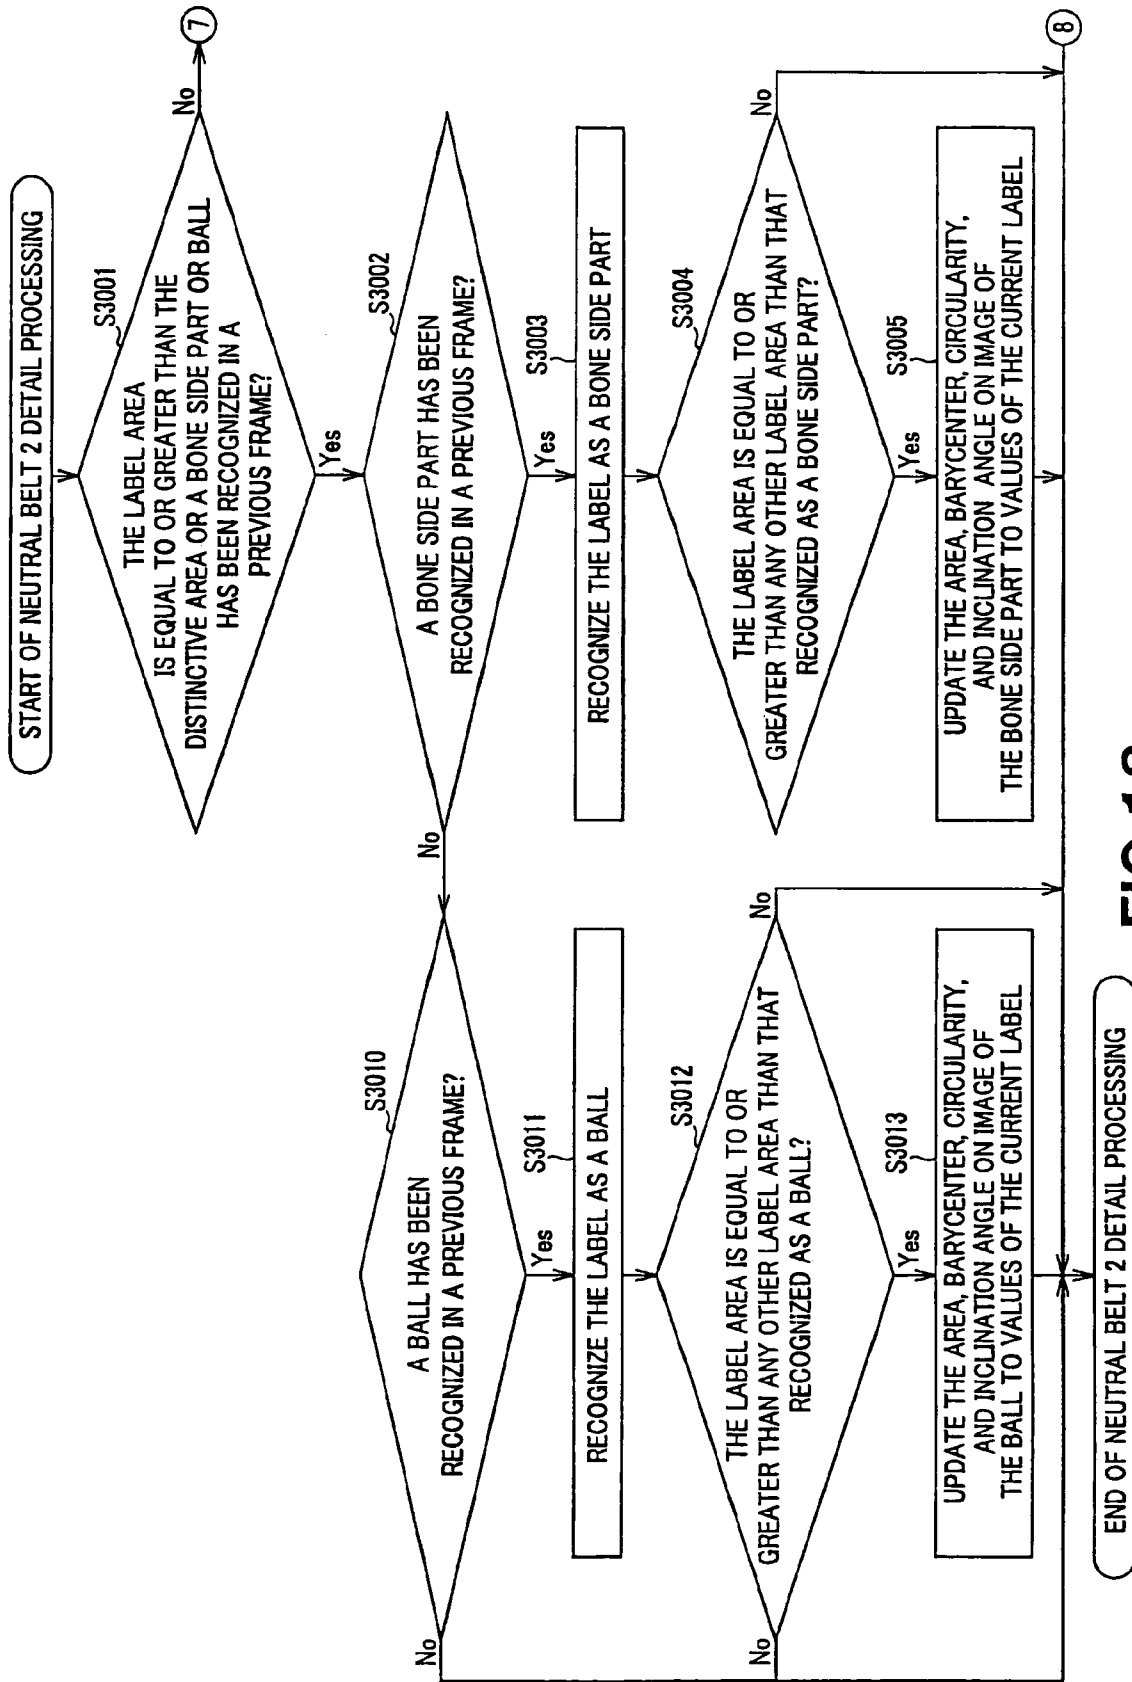 START OF NEUTRAL BELT 2 DETAIL PROCESSING
S3001
THE LABEL AREA
IS EQUAL TO OR GREATER THAN THE
DISTINCTIVE AREA OR A BONE SIDE PART OR BALL
HAS BEEN RECOGNIZED IN A
PREVIOUS FRAME?
No
7
Yes
S3002
A BONE SIDE PART HAS BEEN
RECOGNIZED IN A PREVIOUS FRAME?
No
Yes
S3003
RECOGNIZE THE LABEL AS A BONE SIDE PART
S3004
THE LABEL AREA IS EQUAL TO OR
GREATER THAN ANY OTHER LABEL AREA THAN THAT
RECOGNIZED AS A BONE SIDE PART?
No
Yes
S3005
UPDATE THE AREA, BARYCENTER, CIRCULARITY,
AND INCLINATION ANGLE ON IMAGE OF
THE BONE SIDE PART TO VALUES OF THE CURRENT LABEL
S3010
A BALL HAS BEEN
RECOGNIZED IN A PREVIOUS FRAME?
No
Yes
S3011
RECOGNIZE THE LABEL AS A BALL
S3012
THE LABEL AREA IS EQUAL TO OR
GREATER THAN ANY OTHER LABEL AREA THAN THAT
RECOGNIZED AS A BALL?
No
No
Yes
S3013
UPDATE THE AREA, BARYCENTER, CIRCULARITY,
AND INCLINATION ANGLE ON IMAGE OF
THE BALL TO VALUES OF THE CURRENT LABEL
8
END OF NEUTRAL BELT 2 DETAIL PROCESSING